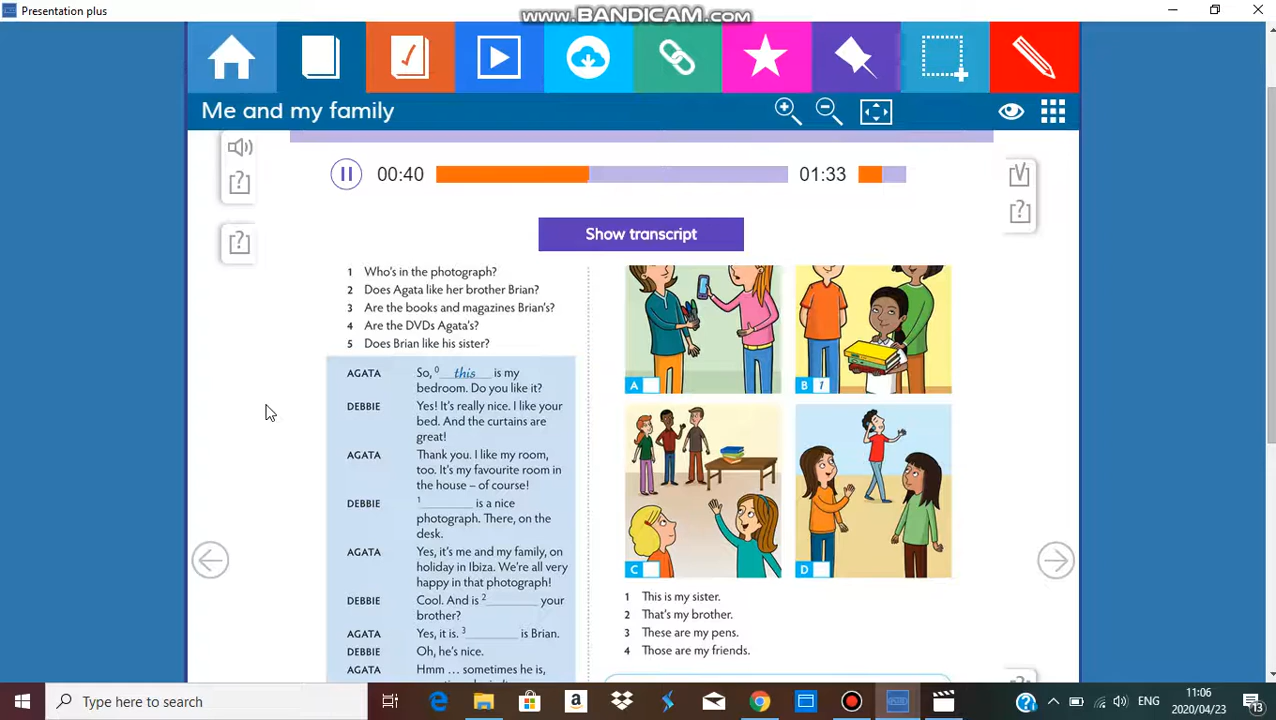 Presentation plus
www.BANDICAM.com
Me and my family
00:40
01:33
Show transcript
1 Who's in the photograph?
2 Does Agata like her brother Brian?
3 Are the books and magazines Brian's?
4 Are the DVDs Agata's?
5 Does Brian like his sister?
AGATA So, 0 this is my
bedroom. Do you like it?
DEBBIE Yes! It's really nice. I like your
bed. And the curtains are
great!
AGATA Thank you. I like my room,
too. It's my favourite room in
the house – of course!
DEBBIE 1 ________ is a nice
photograph. There, on the
desk.
AGATA Yes, it's me and my family, on
holiday in Ibiza. We're all very
happy in that photograph!
DEBBIE Cool. And is 2 ________ your
brother?
AGATA Yes, it is. 3 ________ is Brian.
DEBBIE Oh, he's nice.
AGATA Hmm … sometimes he is,
A
B 1
C
D
1 This is my sister.
2 That's my brother.
3 These are my pens.
4 Those are my friends.
Type here to search
ENG
11:06
2020/04/23
13